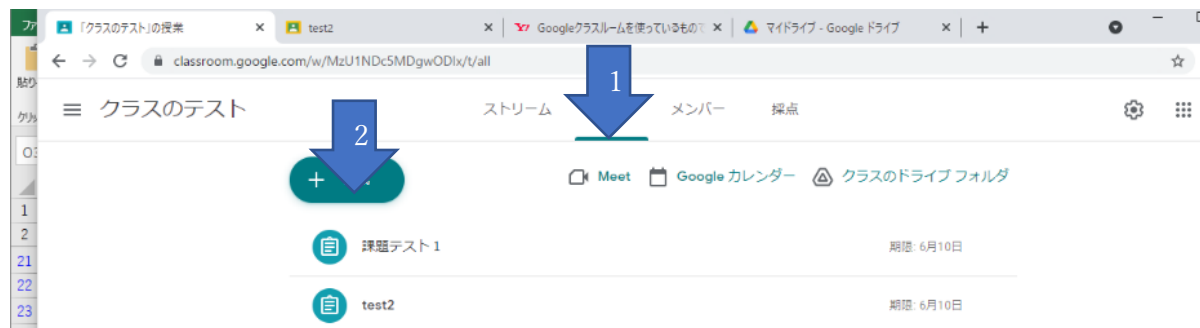 ファ
「クラスのテスト」の授業
test2
Googleクラスルームを使っているもので
マイドライブ - Google ドライブ
classroom.google.com/w/MzU1NDc5MDgwODlx/t/all
貼り
クラスのテスト
ストリーム
メンバー
採点
1
2
Meet
Google カレンダー
クラスのドライブ フォルダ
1
2
課題テスト 1
期限: 6月10日
21
22
test2
期限: 6月10日
23